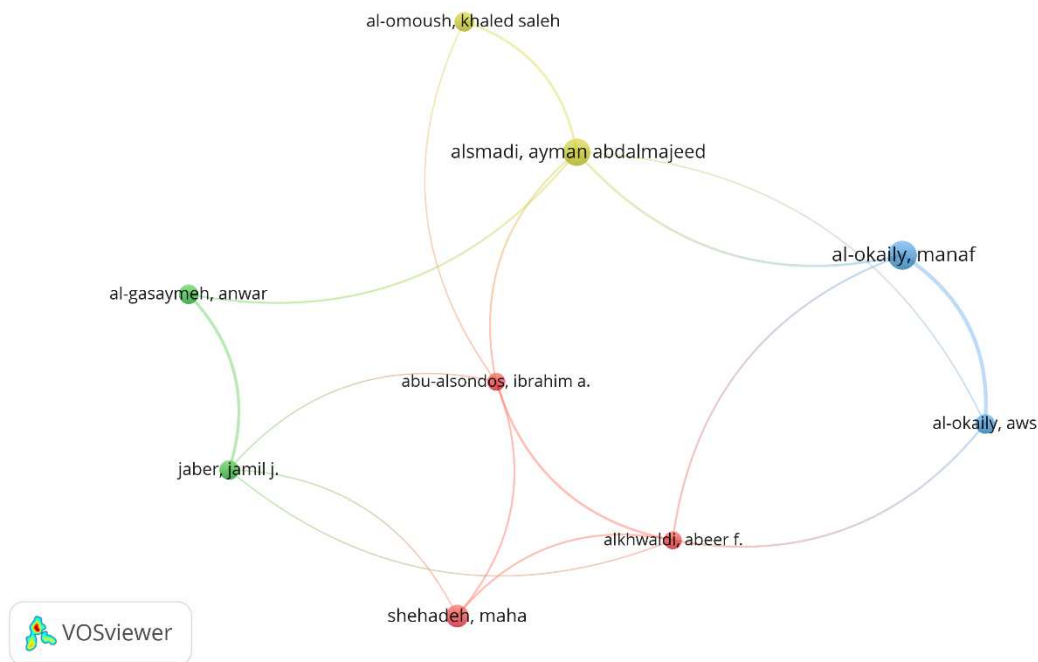 al-omoush, khaled saleh
alsmadi, ayman abdalmajeed
al-okaily, manaf
al-gasaymeh, anwar
abu-alsondos, ibrahim a.
al-okaily, aws
jaber, jamil j.
alkhwaldi, abeer f.
shehadeh, maha
VOSviewer